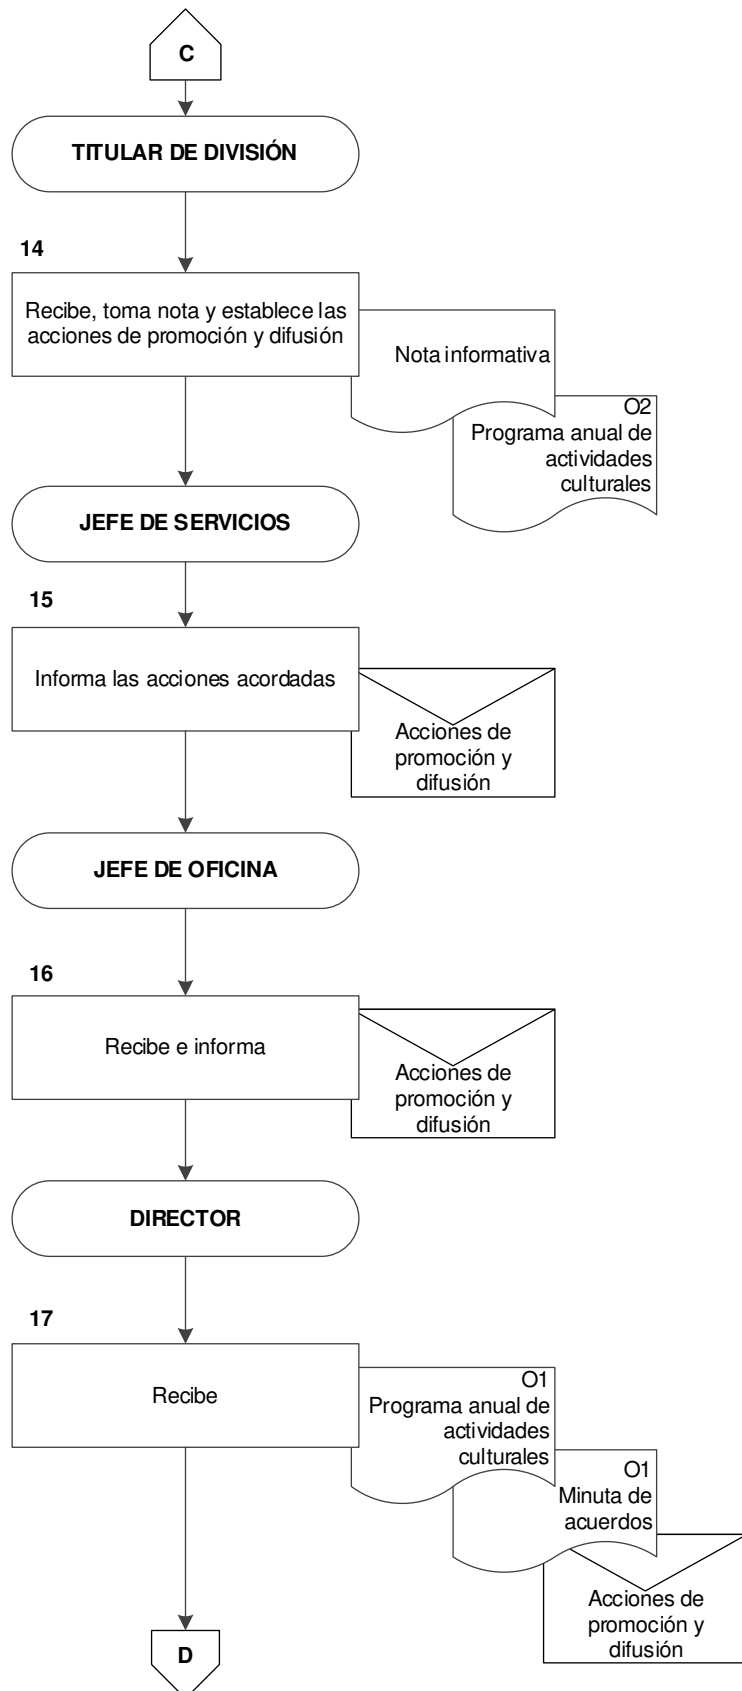 C
TITULAR DE DIVISIÓN
14
Recibe, toma nota y establece las
acciones de promoción y difusión
Nota informativa
O2
Programa anual de
actividades
culturales
JEFE DE SERVICIOS
15
Informa las acciones acordadas
Acciones de
promoción y
difusión
JEFE DE OFICINA
16
Recibe e informa
Acciones de
promoción y
difusión
DIRECTOR
17
Recibe
O1
Programa anual de
actividades
culturales
O1
Minuta de
acuerdos
Acciones de
promoción y
difusión
D